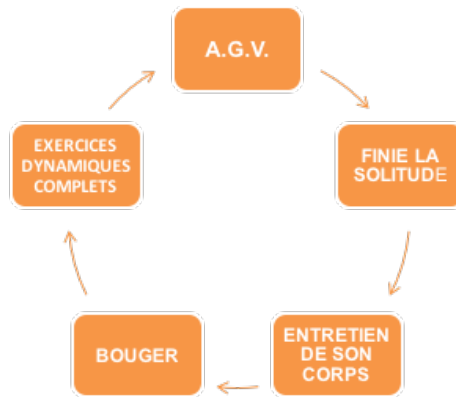 A.G.V.
FINIE LA
SOLITUDE
ENTRETIEN
DE SON
CORPS
BOUGER
EXERCICES
DYNAMIQUES
COMPLETS